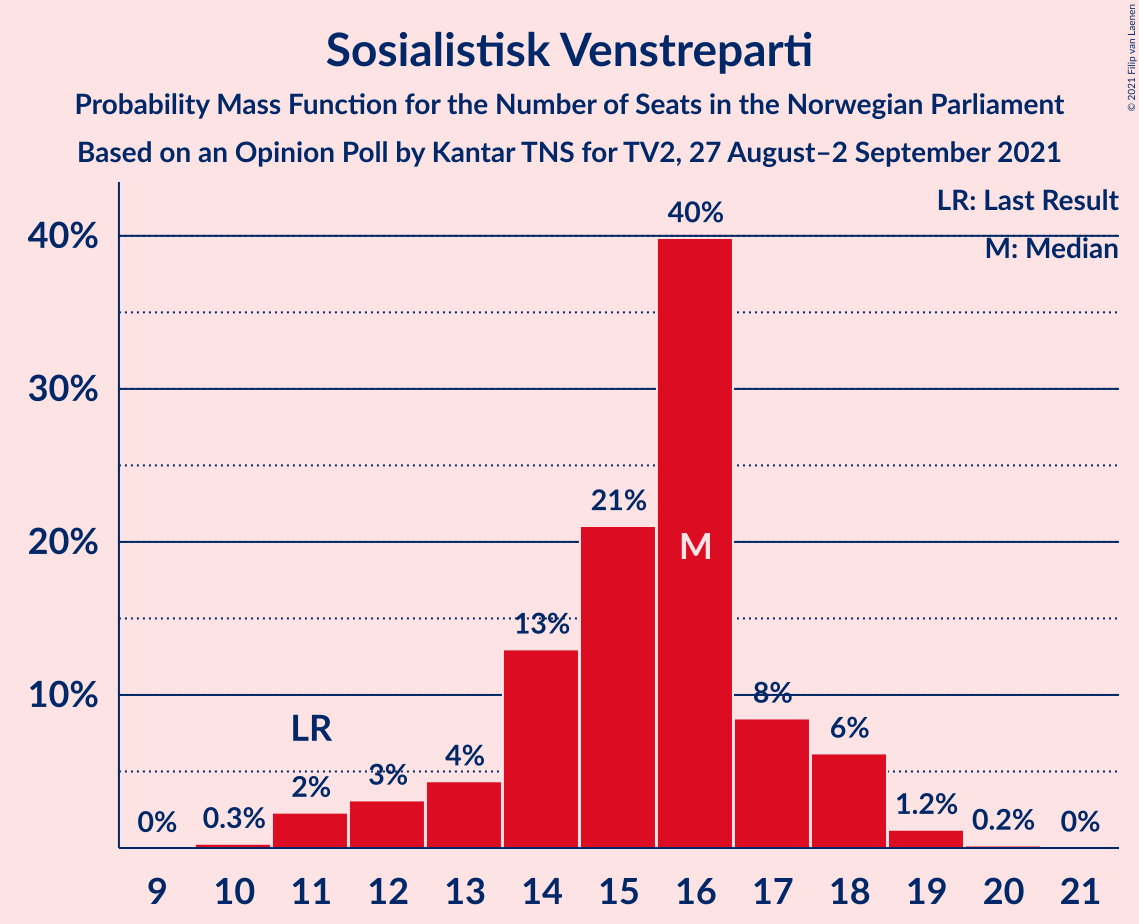 Sosialistisk Venstreparti
Probability Mass Function for the Number of Seats in the Norwegian Parliament
Based on an Opinion Poll by Kantar TNS for TV2, 27 August–2 September 2021
© 2021 Filip van Laenen
LR: Last Result
M: Median
40%
30%
20%
10%
0%
0.3%
LR
2%
3%
4%
13%
21%
40%
M
8%
6%
1.2%
0.2%
0%
9 10 11 12 13 14 15 16 17 18 19 20 21